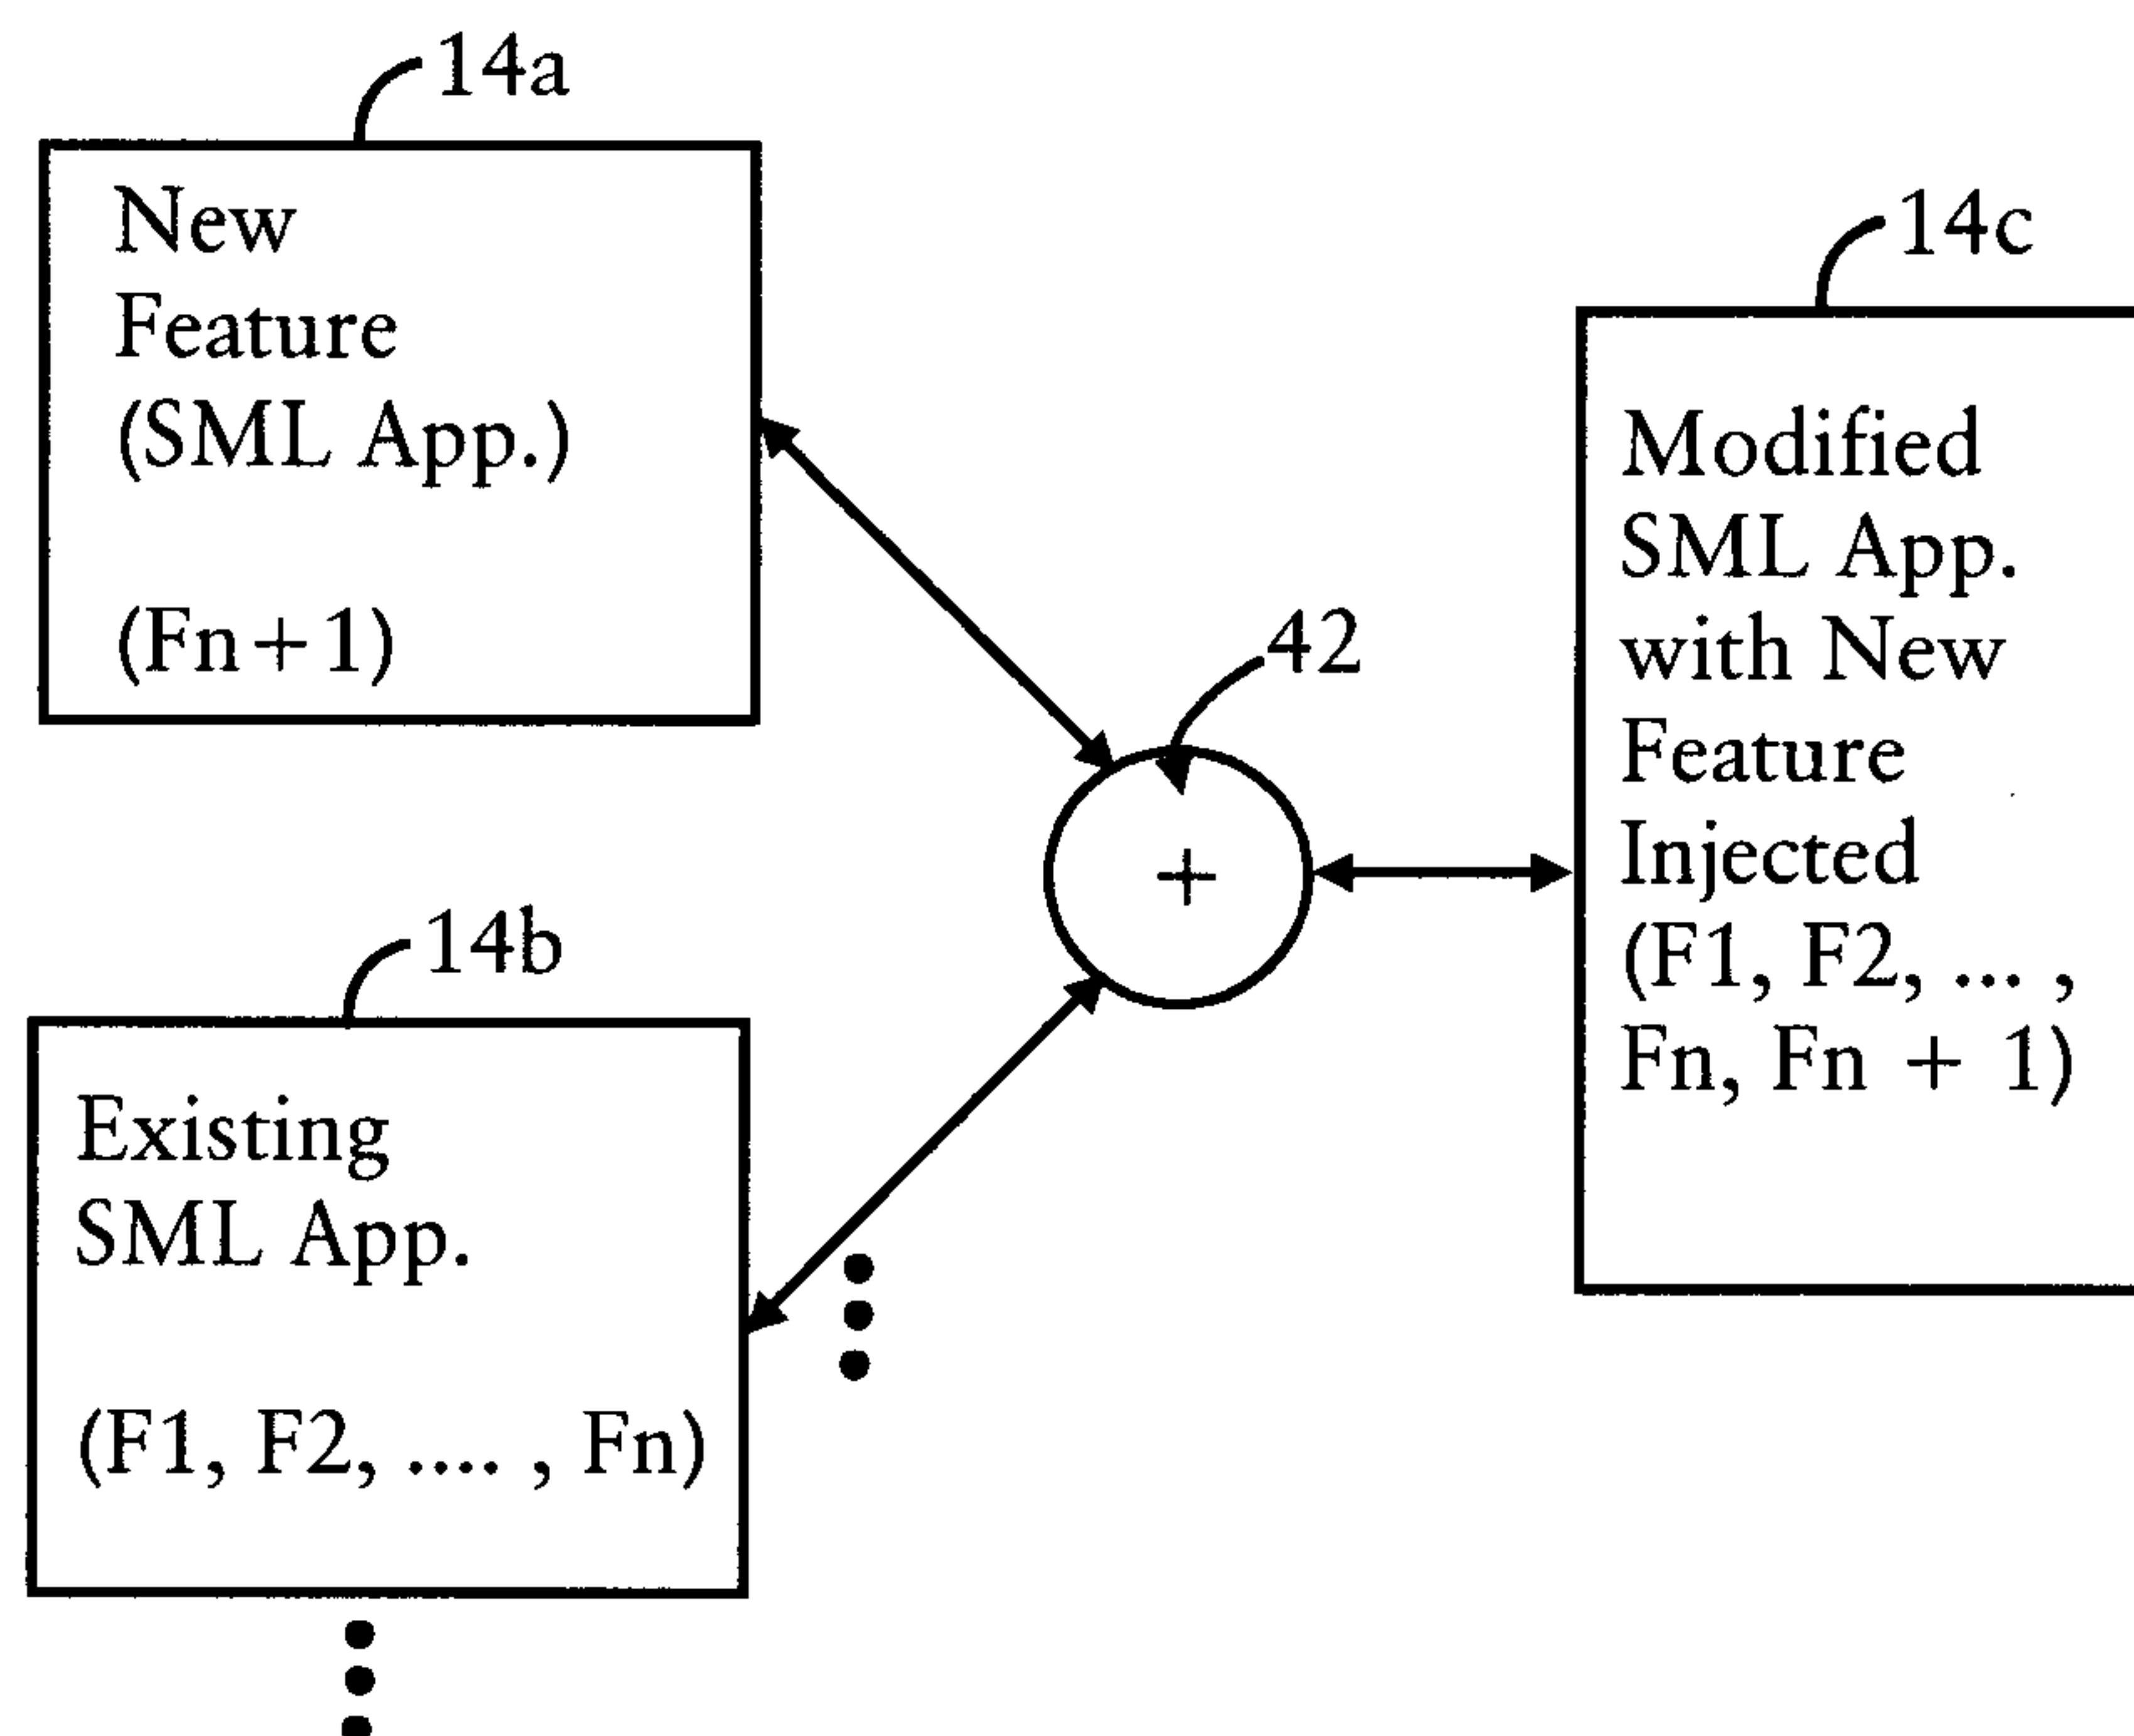 14a
New
Feature
(SML App.)
(Fn+1)
14b
Existing
SML App.
(F1, F2, .... , Fn)
42
+
14c
Modified
SML App.
with New
Feature
Injected
(F1, F2, ... ,
Fn, Fn + 1)